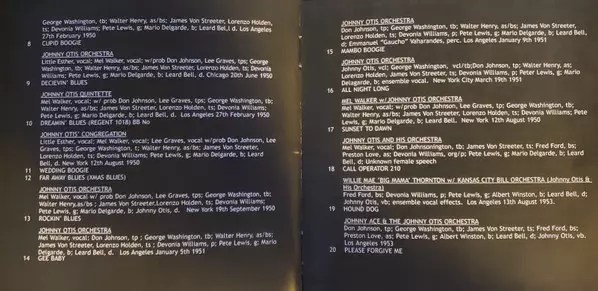 George Washington, tb; Walter Henry, as/bs; James Von Streeter, Lorenzo Holden,
ts; Devonia Williams; Pete Lewis, g; Mario Delgarde, b; Leard Bell,l d. Los Angeles
27th February 1950
8 CUPID BOOGIE
JOHNNY OTIS ORCHESTRA
Little Esther, vocal; Mel Walker, vocal; w/prob Don Johnson, Lee Graves, tps; George
Washington, tb; Walter Henry, as/bs; James Von Streeter, Lorenzo Holden, ts; Devonia
Williams; Pete Lewis, g; Mario Delgarde, b; Leard Bell, d. Chicago 20th June 1950
9 DECIEVIN' BLUES
JOHNNY OTIS QUINTETTE
Mel Walker, vocal; w/ prob Don Johnson, Lee Graves, tps; George Washington, tb;
Walter Henry, as/bs; James Von Streeter, Lorenzo Holden, ts; Devonia Williams
Pete Lewis, g; Mario Delgarde, b; Leard Bell, d. Los Angeles 27th February 1950
10 DREAMIN' BLUES (REGENT 1018) BB No
JOHNNY OTIS' CONGREGATION
Little Esther, vocal; Mel Walker, vocal; Lee Graves, vocal w/prob Don Johnson, Lee
Graves, tps; George Washington, t; Walter Henry, as/bs; James Von Streeter,
Lorenzo Holden, ts; Devonia Williams; Pete Lewis, g; Mario Delgarde, b; Leard
Bell, d. New York 12th August 1950
11 WEDDING BOOGIE
12 FAR AWAY BLUES (XMAS BLUES)
JOHNNY OTIS ORCHESTRA
Mel Walker, vocal w/ prob Don Johnson, Lee Graves, tps; George Washington, tb;
Walter Henry,as/bs ; James Von Streeter,Lorenzo Holden, ts; Devonia Williams;
Pete Lewis, g; Mario Delgarde, b; Johnny Otis, d. New York 19th September 1950
13 ROCKIN' BLUES
JOHNNY OTIS ORCHESTRA
Mel Walker, vocal; Don Johnson, tp ; George Washington, tb; Walter Henry, as/bs;
James Von Streeter, Lorenzo Holden, ts ; Devonia Williams, p; Pete Lewis, g; Mario
Delgarde, b; Leard Bell, d. Los Angeles January 5th 1951
14 GEE BABY
JOHNNY OTIS ORCHESTRA
Don Johnson, tp; George Washington, tb; Walter Henry, as/bs; James Von Streeter,
Lorenzo Holden, ts; Devonia Williams, p; Pete Lewis, g; Mario Delgarde, b; Leard Bell,
d; Emmanuel "Gaucho" Vaharandes, perc. Los Angeles January 9th 1951
15 MAMBO BOOGIE
JOHNNY OTIS ORCHESTRA
Johnny Otis, vcl; George Washington, vcl/tb;Don Johnson, tp; Walter Henry, as;
Lorenzo Holden, James Von Streeter, ts; Devonia Williams, p; Peter Lewis, g; Mario
Delagarde, b; ensemble vocal. New York City March 19th 1951
16 ALL NIGHT LONG
MEL WALKER w/JOHNNY OTIS ORCHESTRA
Mel Walker, vocal; w/prob Don Johnson, Lee Graves, tp; George Washington, tb;
Walter Henry, as/bs; James Von Streeter, Lorenzo Holden, ts; Devonia Williams; Pete
Lewis, g; Mario Delgarde, b; Leard Bell, New York 12th August 1950
17 SUNSET TO DAWN
JOHNNY OTIS AND HIS ORCHESTRA
Mel Walker, vocal; Don Johnsonington, tb; James Von Streeter, ts; Fred Ford, bs;
Preston Love, as; Devonia Williams, org/p; Pete Lewis, g; Mario Delgarde, b; Leard
Bell, d; Unknown female speech
18 CALL OPERATOR 210
WILLIE MAE 'BIG MAMA' THORNTON w/ KANSAS CITY BILL ORCHESTRA (Johnny Otis &
His Orchestra)
Fred Ford, bs; Devonia Williams, p; Pete Lewis, g; Albert Winston, b; Leard Bell, d;
Johnny Otis, vb; ensemble vocal effects. Los Angeles 13th August 1953.
19 HOUND DOG
JOHNNY ACE & THE JOHNNY OTIS ORCHESTRA
Don Johnson, tp; George Washington, tb; James Von Streeter, ts; Fred Ford, bs;
Preston Love, as; Pete Lewis, g; Albert Winston, b; Leard Bell, d; Johnny Otis, vb.
Los Angeles 1953
20 PLEASE FORGIVE ME